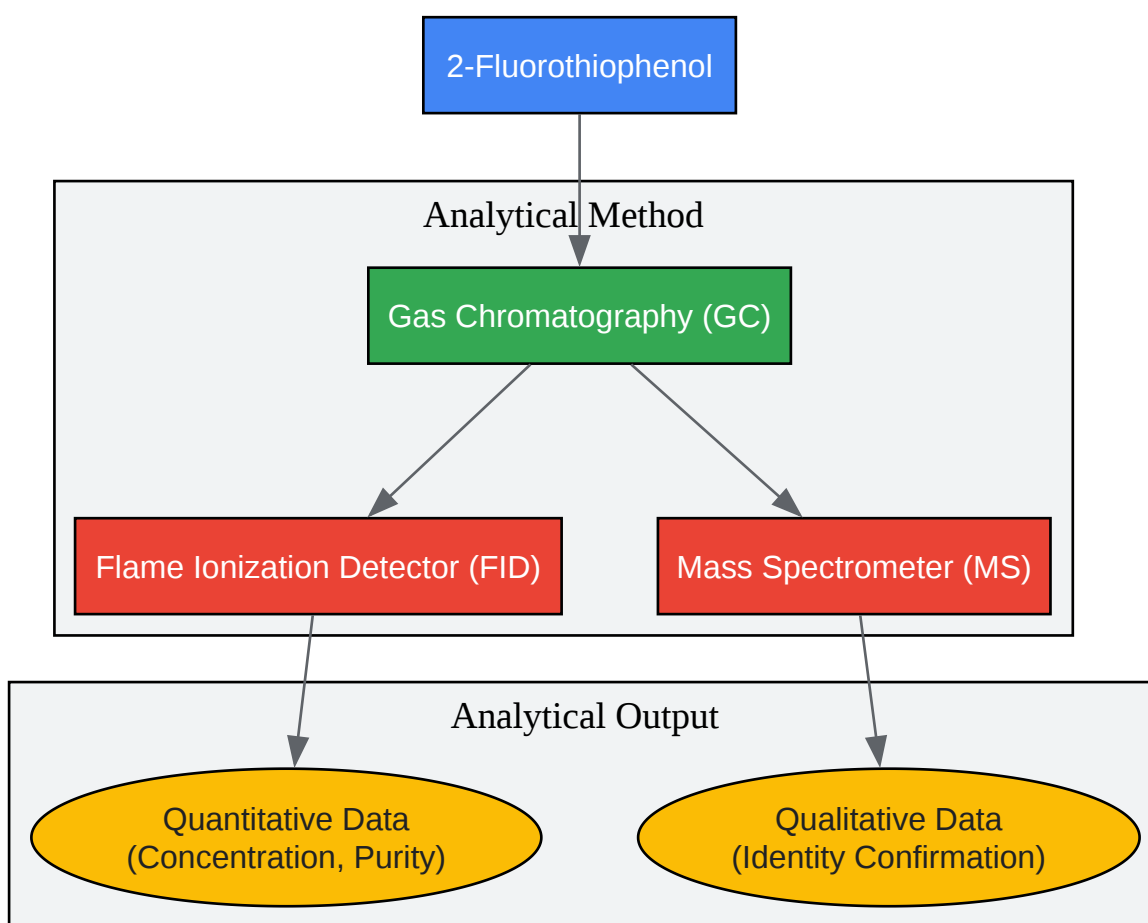 2-Fluorothiophenol
Analytical Method
Gas Chromatography (GC)
Flame Ionization Detector (FID)
Mass Spectrometer (MS)
Analytical Output
Quantitative Data
(Concentration, Purity)
Qualitative Data
(Identity Confirmation)